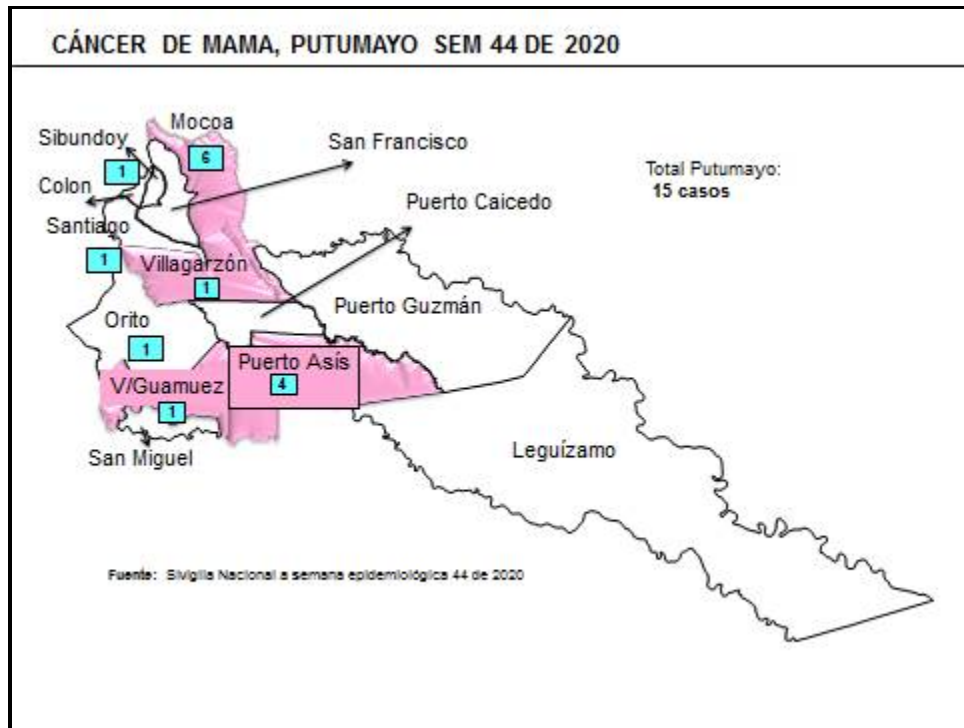 CÁNCER DE MAMA, PUTUMAYO SEM 44 DE 2020
Mocoa
6
Sibundoy
1
San Francisco
Total Putumayo:
15 casos
Colon
Puerto Caicedo
Santiago
1
Villagarzón
1
Puerto Guzmán
Orito
1
Puerto Asís
4
V/Guamuez
1
San Miguel
Leguízamo
Fuente: Sivigila Nacional a semana epidemiológica 44 de 2020